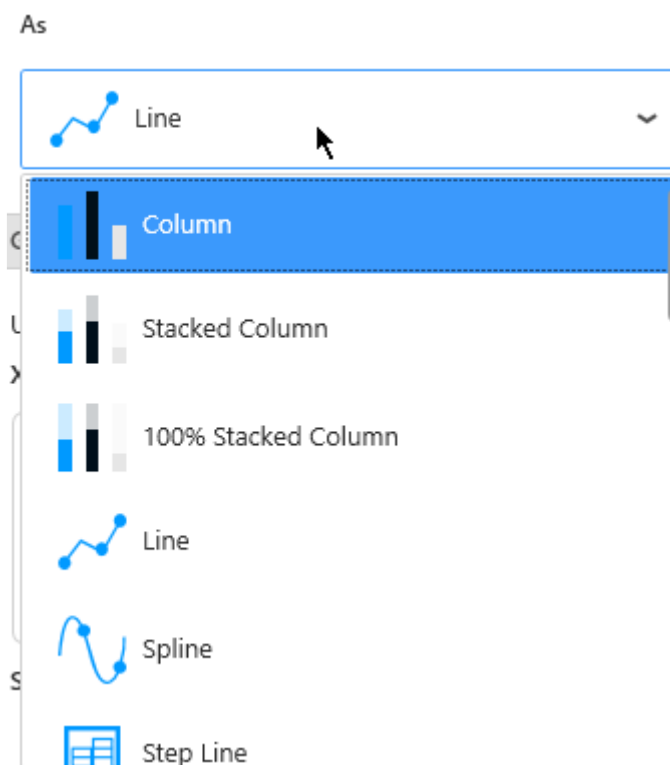 As
Line
Column
Stacked Column
100% Stacked Column
Line
Spline
Step Line